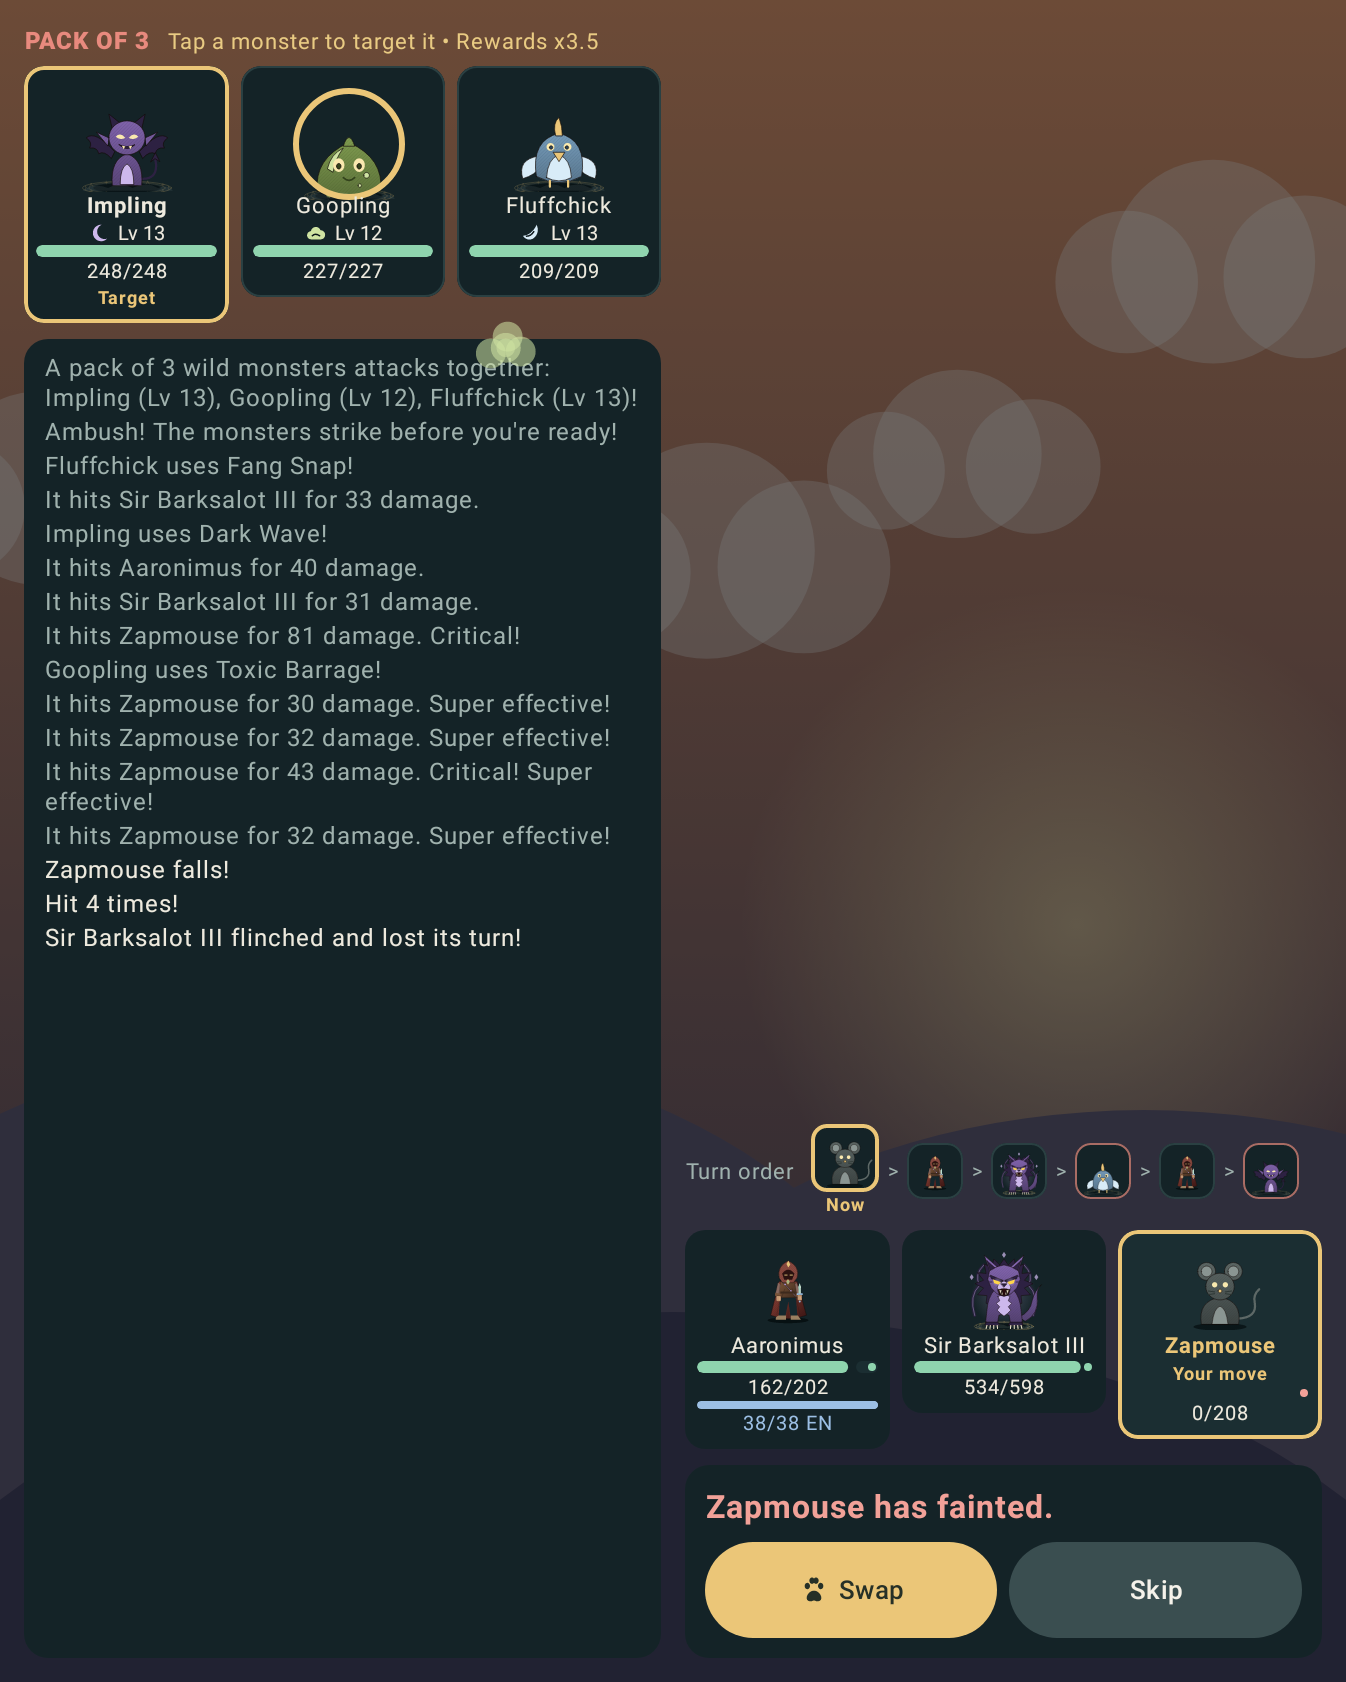 PACK OF 3 Tap a monster to target it • Rewards x3.5
Impling
Lv 13
248/248
Target
Goopling
Lv 12
227/227
Fluffchick
Lv 13
209/209
A pack of 3 wild monsters attacks together:
Impling (Lv 13), Goopling (Lv 12), Fluffchick (Lv 13)!
Ambush! The monsters strike before you're ready!
Fluffchick uses Fang Snap!
It hits Sir Barksalot III for 33 damage.
Impling uses Dark Wave!
It hits Aaronimus for 40 damage.
It hits Sir Barksalot III for 31 damage.
It hits Zapmouse for 81 damage. Critical!
Goopling uses Toxic Barrage!
It hits Zapmouse for 30 damage. Super effective!
It hits Zapmouse for 32 damage. Super effective!
It hits Zapmouse for 43 damage. Critical! Super
effective!
It hits Zapmouse for 32 damage. Super effective!
Zapmouse falls!
Hit 4 times!
Sir Barksalot III flinched and lost its turn!
Turn order > > > > >
Now
Aaronimus
162/202
38/38 EN
Sir Barksalot III
534/598
Zapmouse
Your move
0/208
Zapmouse has fainted.
Swap
Skip